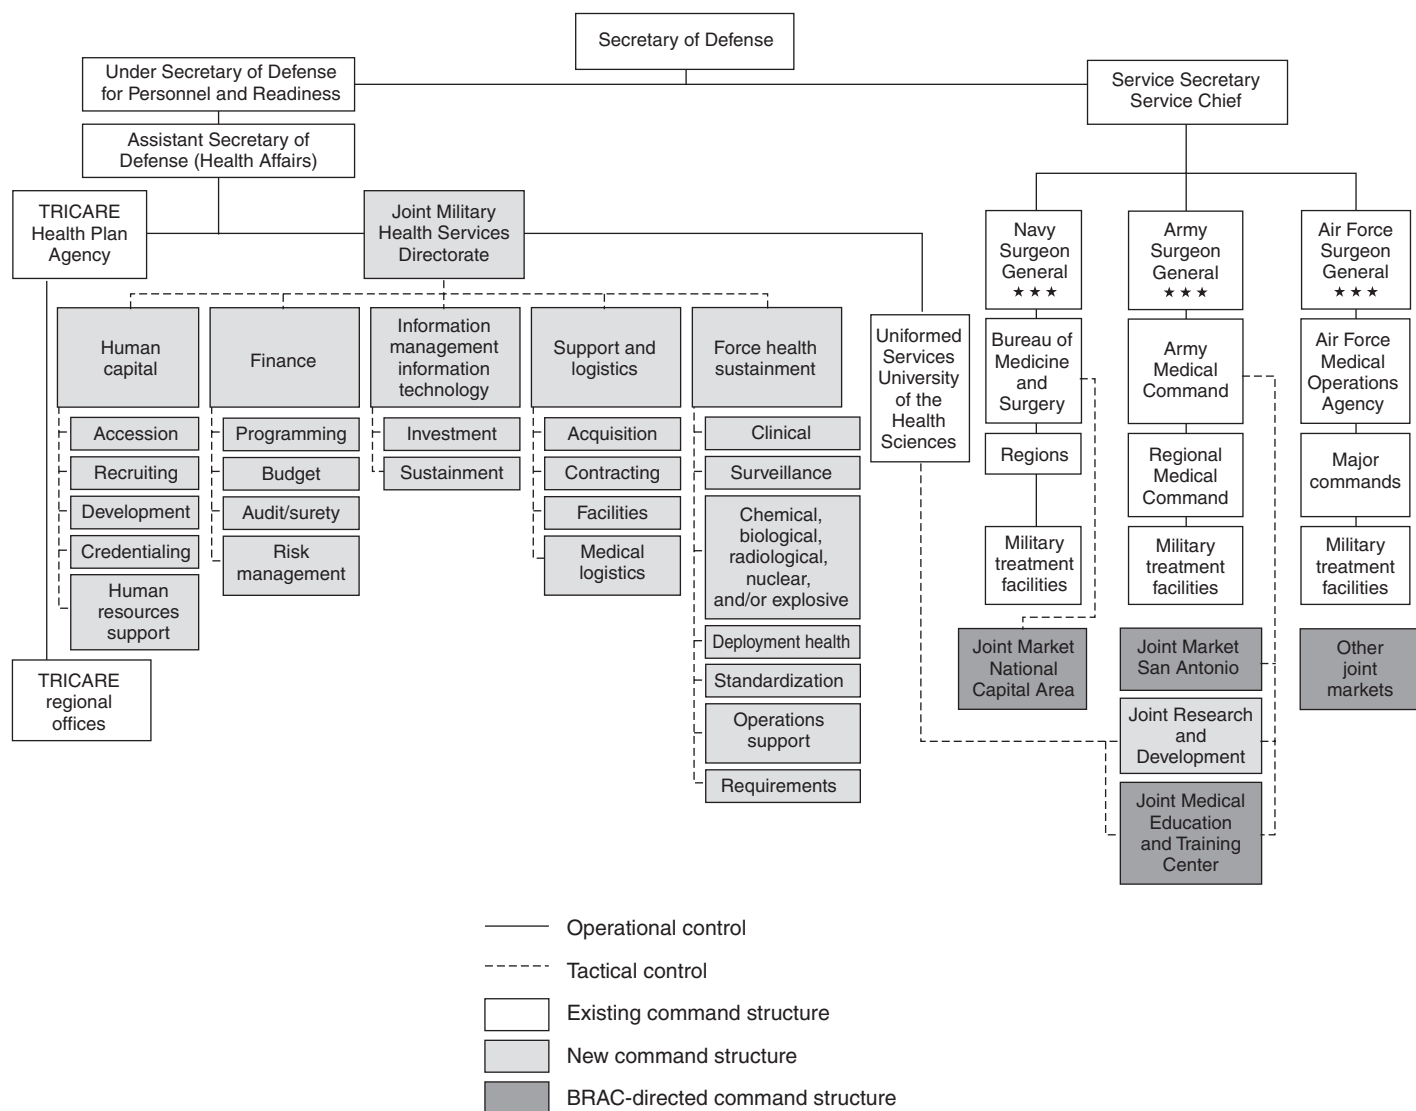 Secretary of Defense
Under Secretary of Defense
for Personnel and Readiness
Service Secretary
Service Chief
Assistant Secretary of
Defense (Health Affairs)
TRICARE
Health Plan
Agency
Joint Military
Health Services
Directorate
Navy
Surgeon
General
★★★
Army
Surgeon
General
★★★
Air Force
Surgeon
General
★★★
Human
capital
Finance
Information
management
information
technology
Support and
logistics
Force health
sustainment
Uniformed
Services
University
of the
Health
Sciences
Bureau of
Medicine
and
Surgery
Army
Medical
Command
Air Force
Medical
Operations
Agency
Accession
Recruiting
Development
Credentialing
Human
resources
support
Programming
Budget
Audit/surety
Risk
management
Investment
Sustainment
Acquisition
Contracting
Facilities
Medical
logistics
Clinical
Surveillance
Chemical,
biological,
radiological,
nuclear,
and/or explosive
Deployment health
Standardization
Operations
support
Requirements
Regions
Regional
Medical
Command
Major
commands
Military
treatment
facilities
Military
treatment
facilities
Military
treatment
facilities
TRICARE
regional
offices
Joint Market
National
Capital Area
Joint Market
San Antonio
Other
joint
markets
Joint Research
and
Development
Joint Medical
Education
and Training
Center
Operational control
Tactical control
Existing command structure
New command structure
BRAC-directed command structure